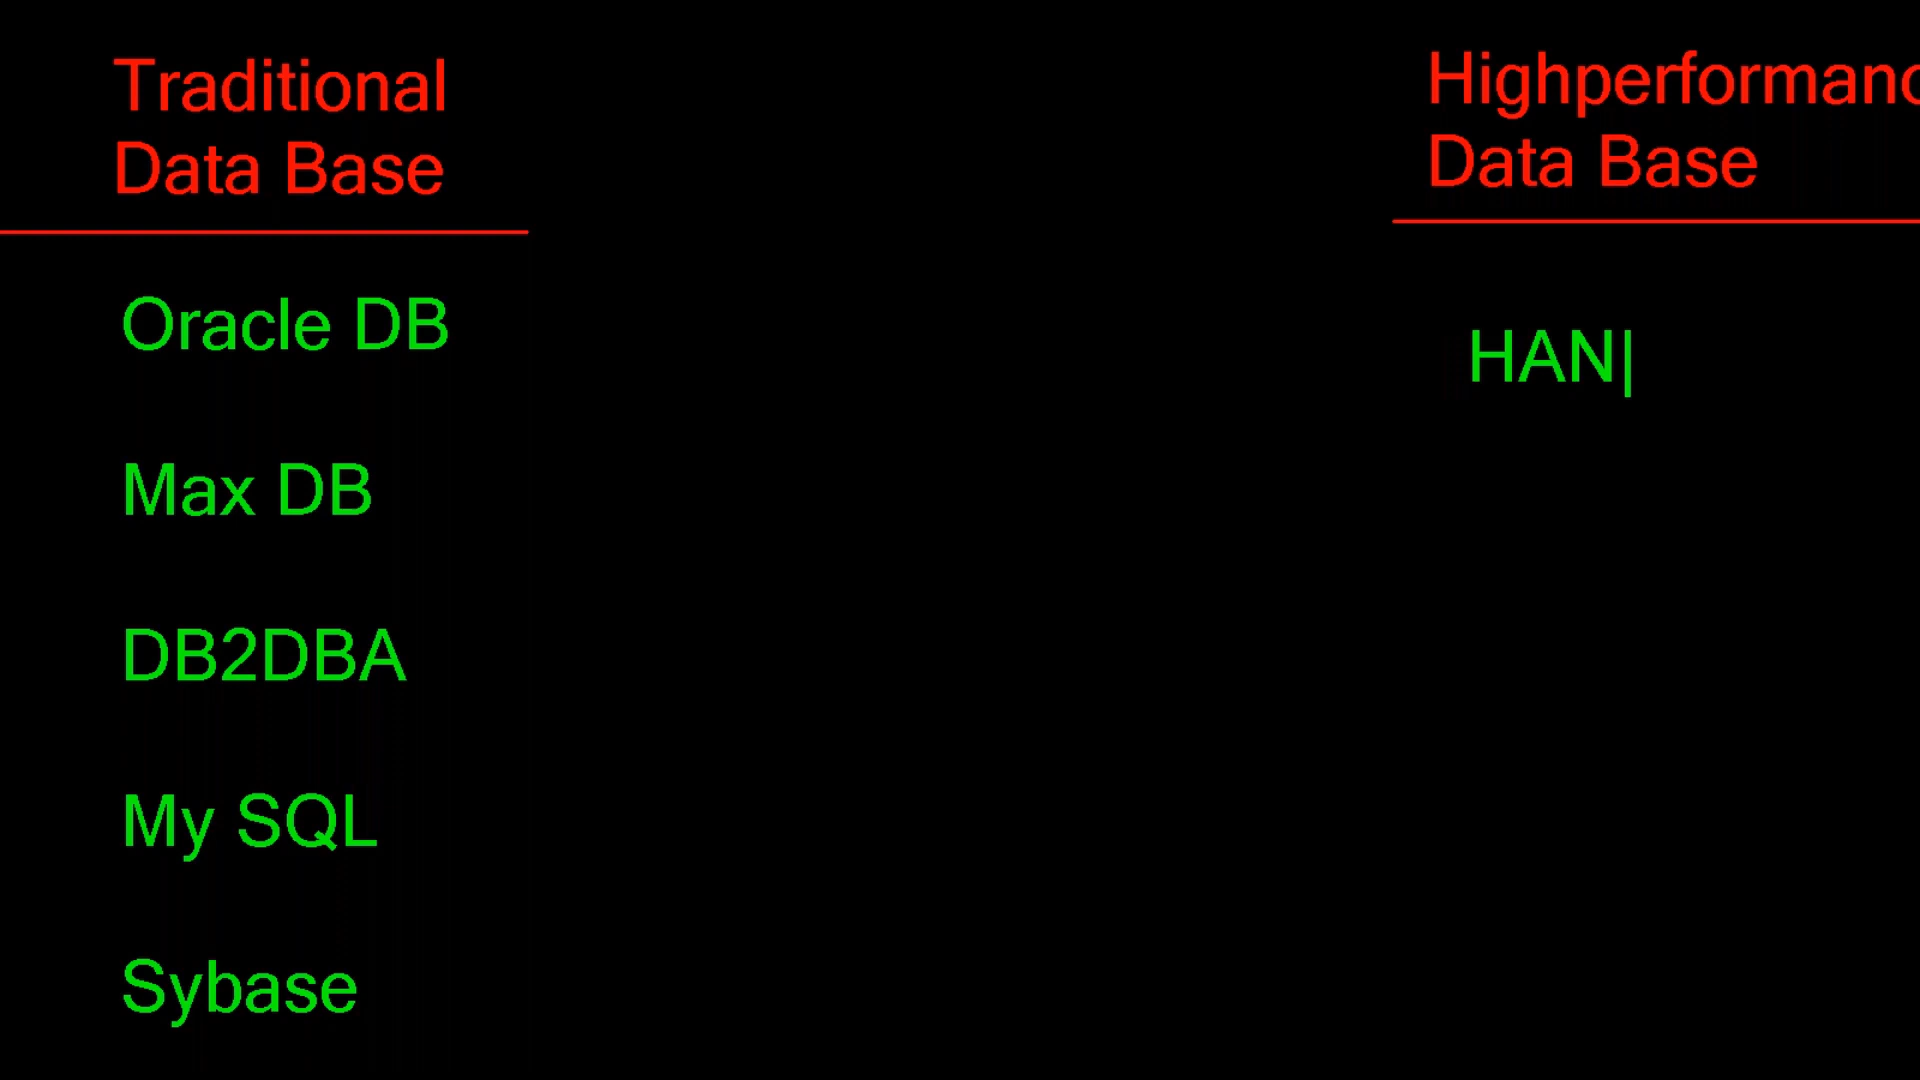 Traditional
Data Base
Oracle DB
Max DB
DB2DBA
My SQL
Sybase
Highperformanc
Data Base
HAN|